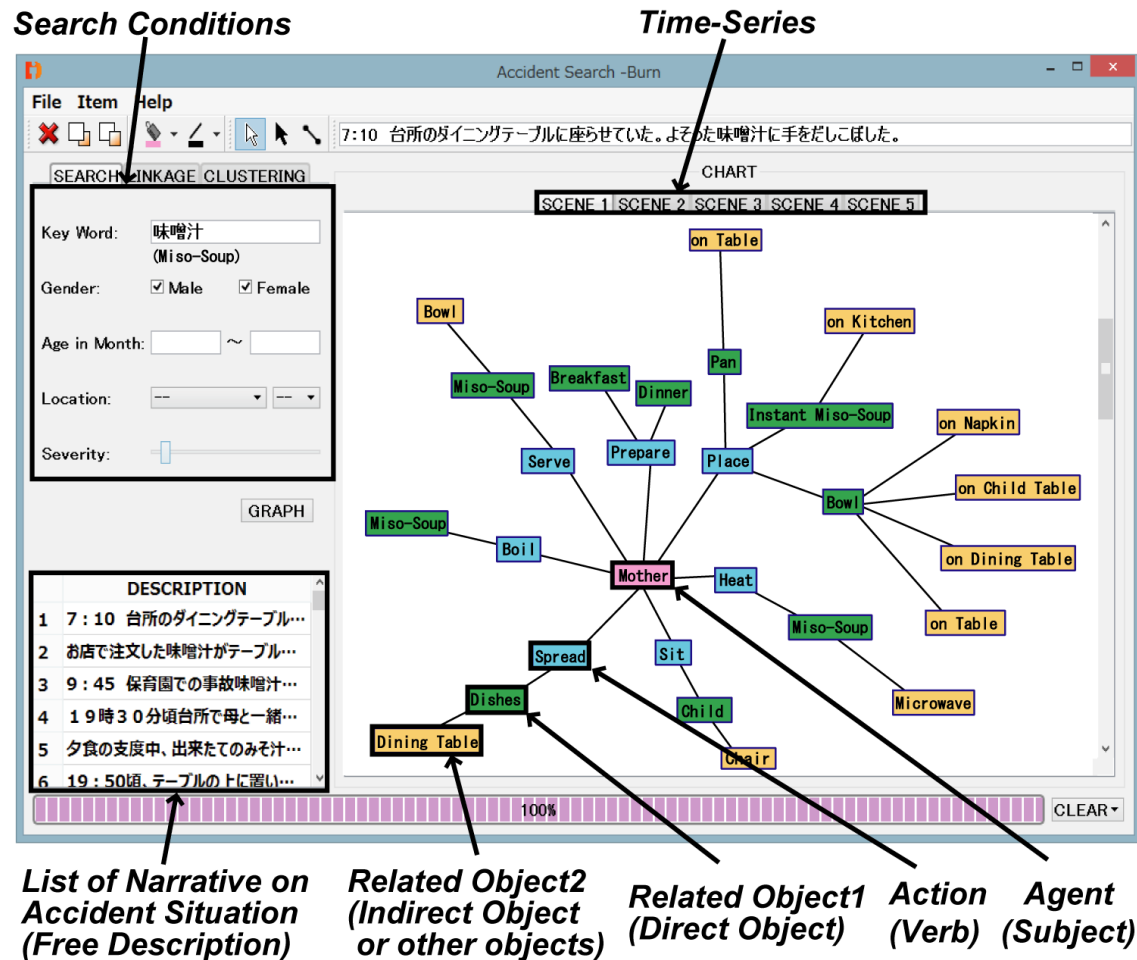 Search Conditions
Time-Series
Accident Search -Burn
File Item Help
7:10 台所のダイニングテーブルに座らせていた。よそった味噌汁に手をだしこぼした。
SEARCH LINKAGE CLUSTERING
CHART
SCENE 1 SCENE 2 SCENE 3 SCENE 4 SCENE 5
Key Word: 味噌汁
(Miso-Soup)
Gender: Male Female
Age in Month: ~
Location: -- --
Severity:
GRAPH
on Table
Bowl
on Kitchen
Pan
Miso-Soup
Breakfast
Dinner
Instant Miso-Soup
on Napkin
Serve
Prepare
Place
on Child Table
Bowl
Miso-Soup
Boil
on Dining Table
Mother
Heat
on Table
Miso-Soup
Spread
Sit
Dishes
Child
Microwave
Dining Table
Chair
DESCRIPTION
1 7:10 台所のダイニングテーブル…
2 お店で注文した味噌汁がテーブル…
3 9:45 保育園での事故味噌汁…
4 19時30分頃台所で母と一緒…
5 夕食の支度中、出来たてのみそ汁…
6 19:50頃、テーブルの上に置い…
100%
CLEAR
List of Narrative on
Accident Situation
(Free Description)
Related Object2
(Indirect Object
or other objects)
Related Object1
(Direct Object)
Action
(Verb)
Agent
(Subject)